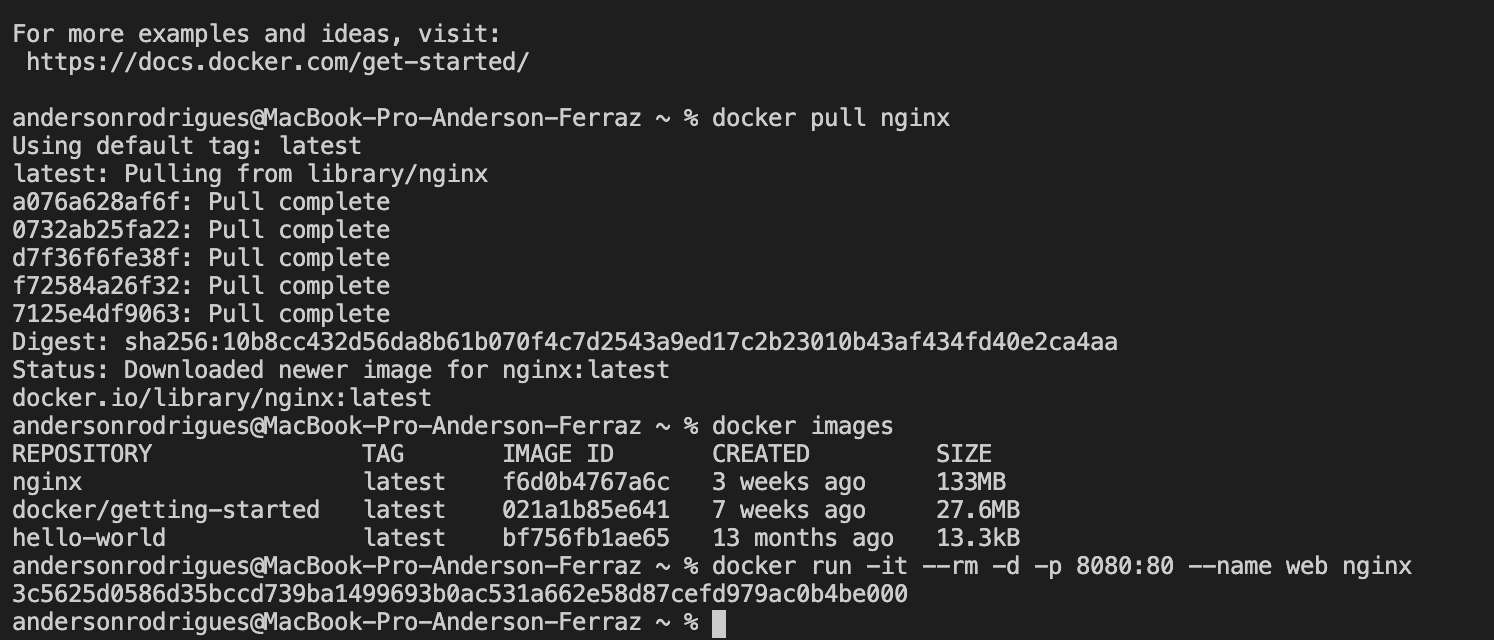 For more examples and ideas, visit:
https://docs.docker.com/get-started/
andersonrodrigues@MacBook-Pro-Anderson-Ferraz ~ % docker pull nginx
Using default tag: latest
latest: Pulling from library/nginx
a076a628af6f: Pull complete
0732ab25fa22: Pull complete
d7f36f6fe38f: Pull complete
f72584a26f32: Pull complete
7125e4df9063: Pull complete
Digest: sha256:10b8cc432d56da8b61b070f4c7d2543a9ed17c2b23010b43af434fd40e2ca4aa
Status: Downloaded newer image for nginx:latest
docker.io/library/nginx:latest
andersonrodrigues@MacBook-Pro-Anderson-Ferraz ~ % docker images
REPOSITORY               TAG       IMAGE ID       CREATED         SIZE
nginx                    latest    f6d0b4767a6c   3 weeks ago     133MB
docker/getting-started   latest    021a1b85e641   7 weeks ago     27.6MB
hello-world              latest    bf756fb1ae65   13 months ago   13.3kB
andersonrodrigues@MacBook-Pro-Anderson-Ferraz ~ % docker run -it --rm -d -p 8080:80 --name web nginx
3c5625d0586d35bccd739ba1499693b0ac531a662e58d87cefd979ac0b4be000
andersonrodrigues@MacBook-Pro-Anderson-Ferraz ~ %